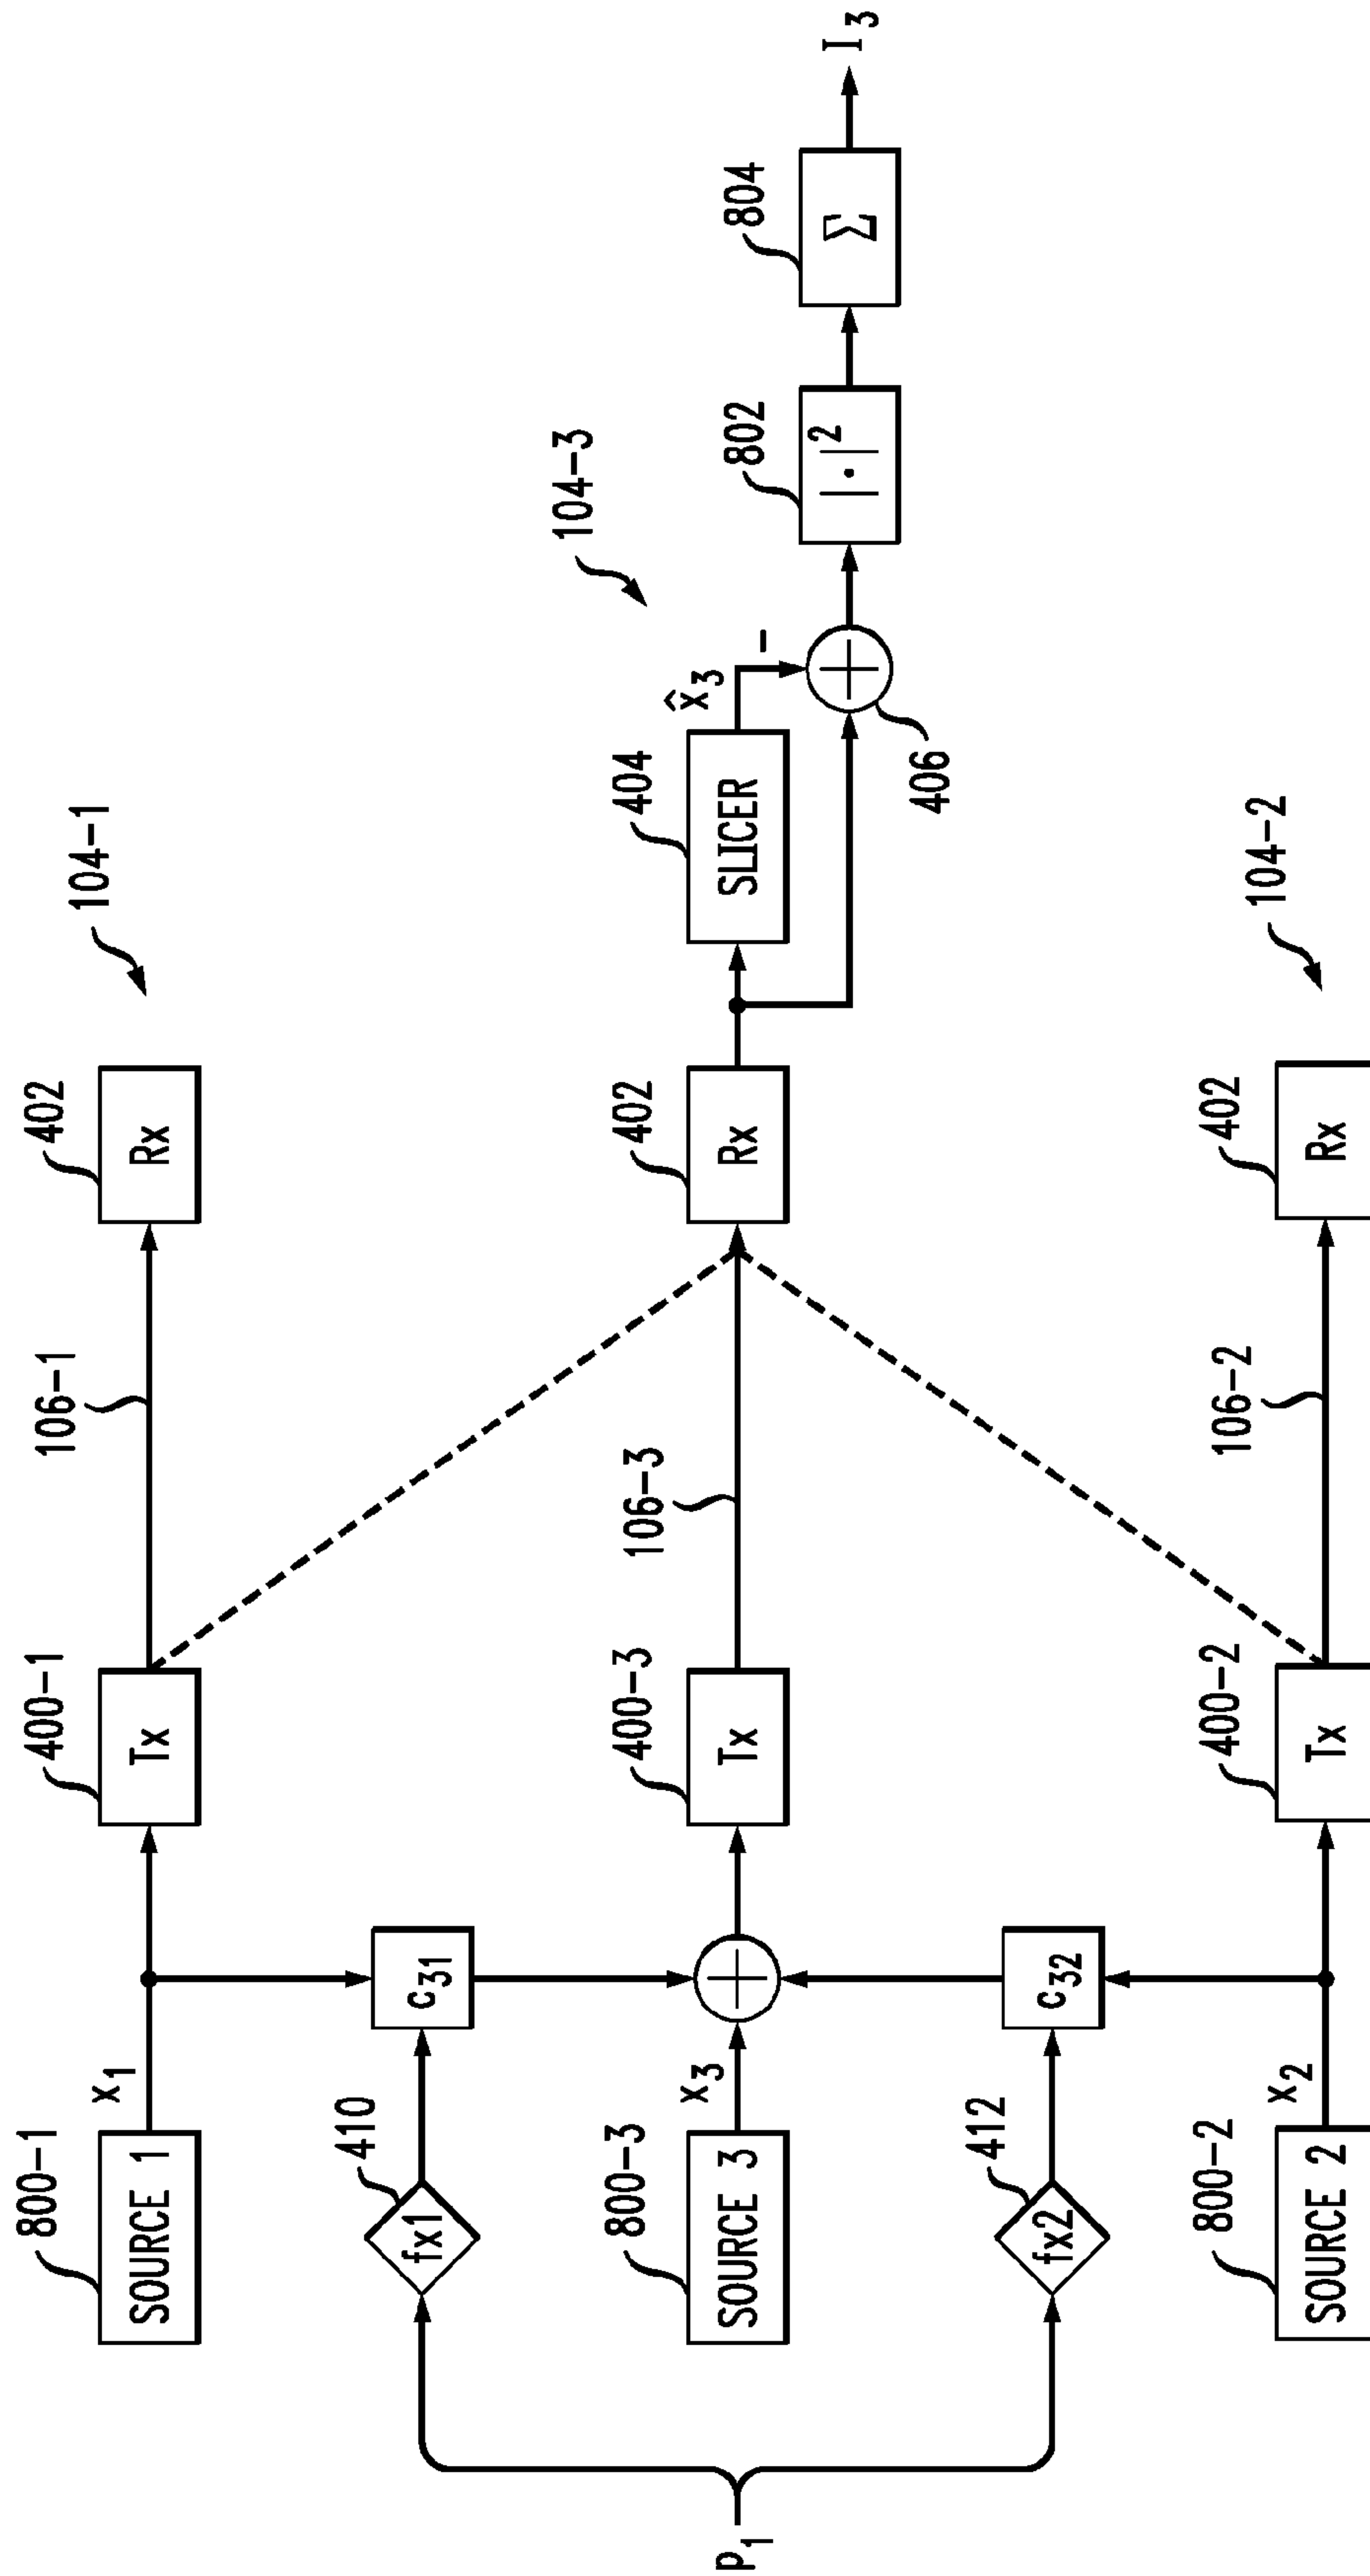 800-1
SOURCE 1
x1
400-1
Tx
106-1
402
Rx
104-1
410
fx1
c31
p1
800-3
SOURCE 3
x3
400-3
Tx
106-3
402
Rx
404
SLICER
x̂3
-
406
104-3
802
|·|2
804
Σ
I3
412
fx2
c32
800-2
SOURCE 2
x2
400-2
Tx
106-2
402
Rx
104-2